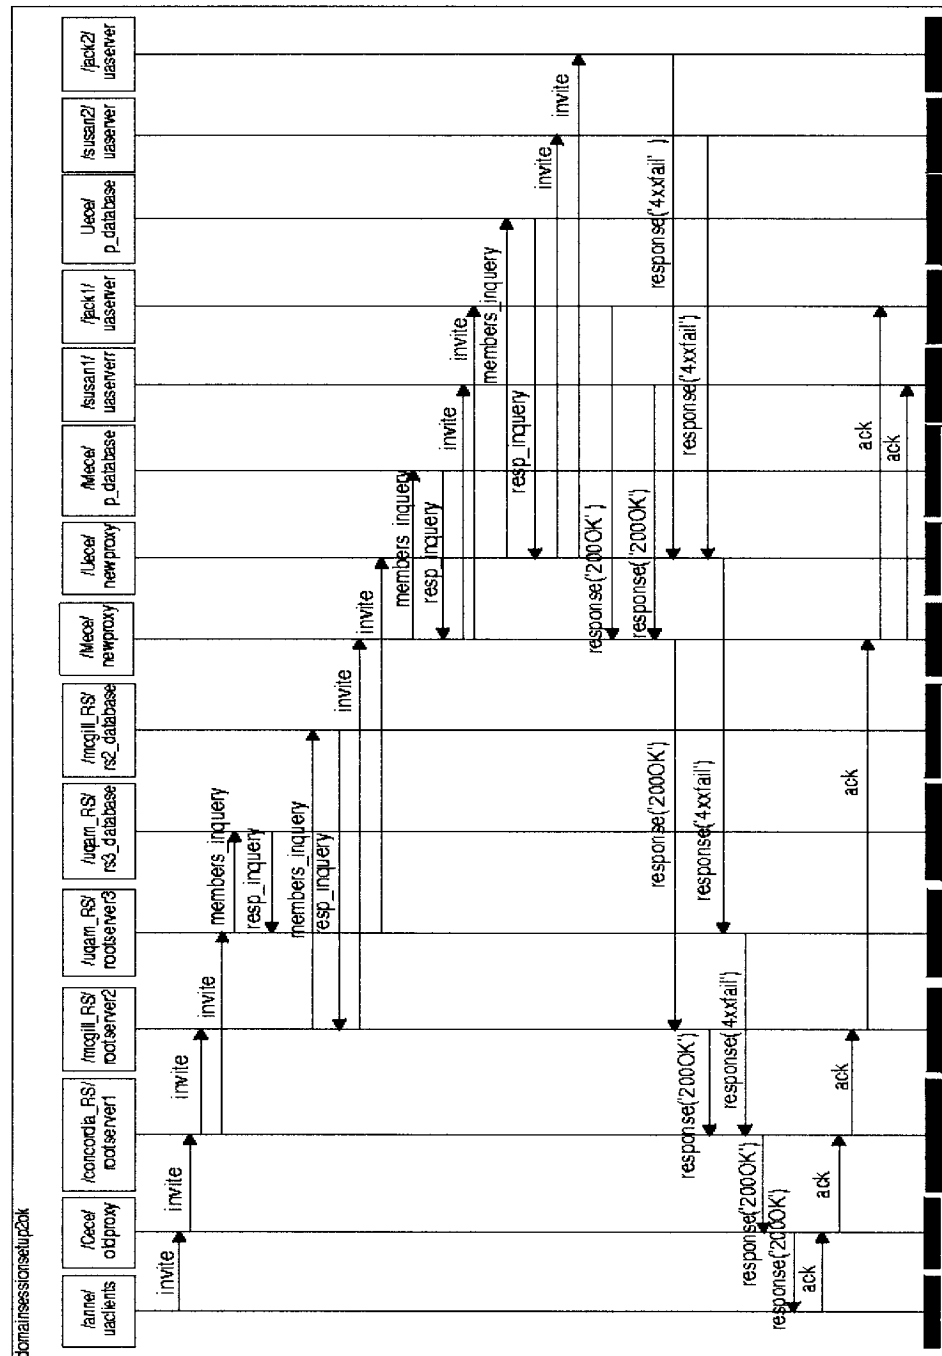 domainsessionsetup2ok
/anne/
uaclients
/Cece/
oldproxy
/concordia_RS/
rootserver1
/mcgill_RS/
rootserver2
/uqam_RS/
rootserver3
/uqam_RS/
rs3_database
/mcgill_RS/
rs2_database
/Mece/
newproxy
/Uece/
newproxy
/Mece/
p_database
/susan1/
uaserverr
/jack1/
uaserver
Uece/
p_database
/susan2/
uaserver
/jack2/
uaserver
invite
invite
invite
invite
members_inquery
resp_inquery
members_inquery
resp_inquery
invite
invite
members_inquery
resp_inquery
invite
invite
members_inquery
resp_inquery
invite
invite
response('200OK')
response('200OK')
response('4xxfail' )
response('4xxfail')
response('200OK')
response('4xxfail')
response('200OK')
response('4xxfail')
response('200OK')
response('200OK')
ack
ack
ack
ack
ack
ack